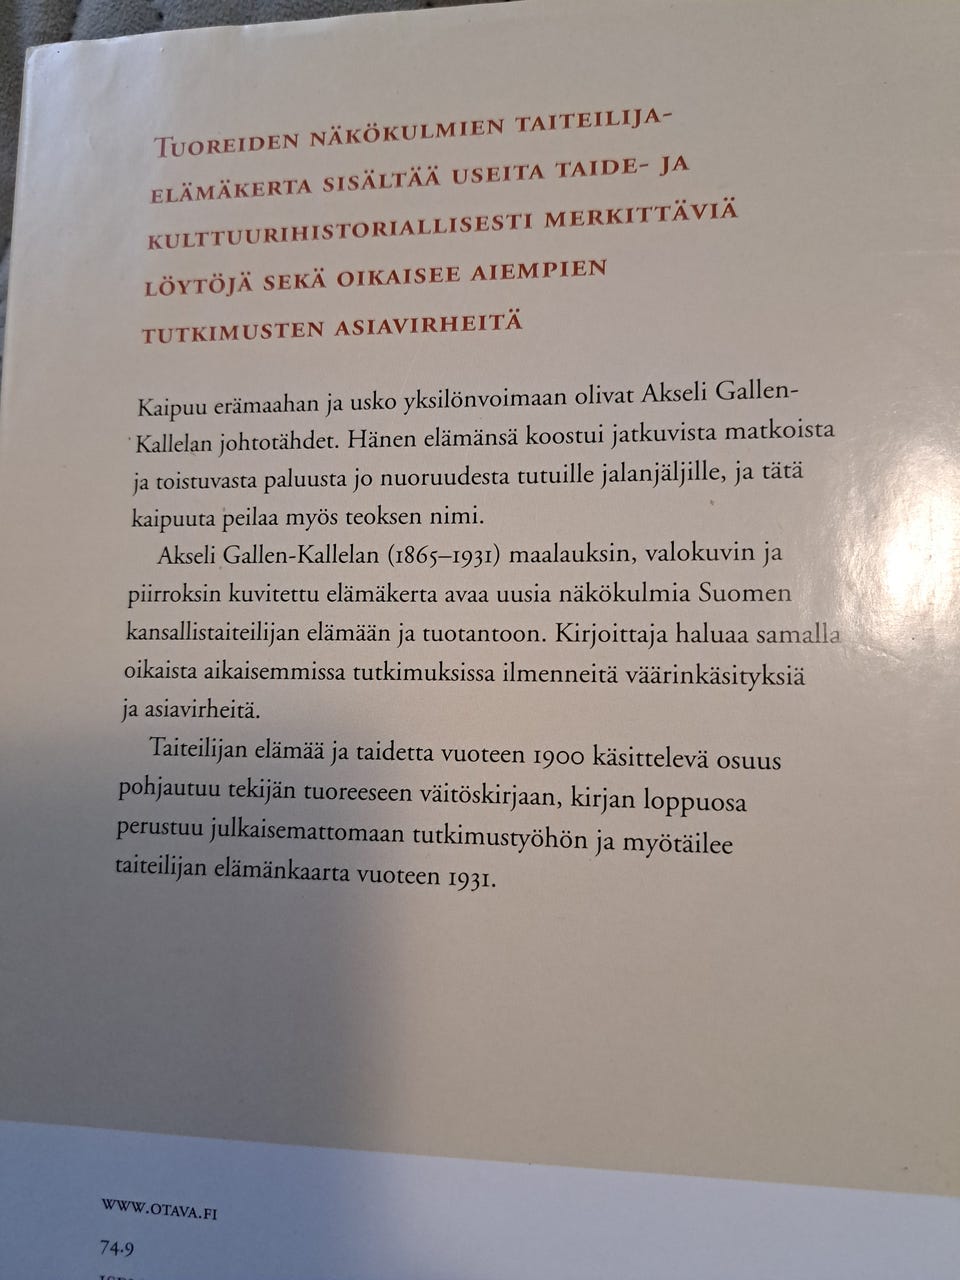 Tuoreiden näkökulmien taiteilija-
elämäkerta sisältää useita taide- ja
kulttuurihistoriallisesti merkittäviä
löytöjä sekä oikaisee aiempien
tutkimusten asiavirheitä
Kaipuu erämaahan ja usko yksilönvoimaan olivat Akseli Gallen-
Kallelan johtotähdet. Hänen elämänsä koostui jatkuvista matkoista
ja toistuvasta paluusta jo nuoruudesta tutuille jalanjäljille, ja tätä
kaipuuta peilaa myös teoksen nimi.
Akseli Gallen-Kallelan (1865–1931) maalauksin, valokuvin ja
piirroksin kuvitettu elämäkerta avaa uusia näkökulmia Suomen
kansallistaiteilijan elämään ja tuotantoon. Kirjoittaja haluaa samalla
oikaista aikaisemmissa tutkimuksissa ilmenneitä väärinkäsityksiä
ja asiavirheitä.
Taiteilijan elämää ja taidetta vuoteen 1900 käsittelevä osuus
pohjautuu tekijän tuoreeseen väitöskirjaan, kirjan loppuosa
perustuu julkaisemattomaan tutkimustyöhön ja myötäilee
taiteilijan elämänkaarta vuoteen 1931.
www.otava.fi
74.9